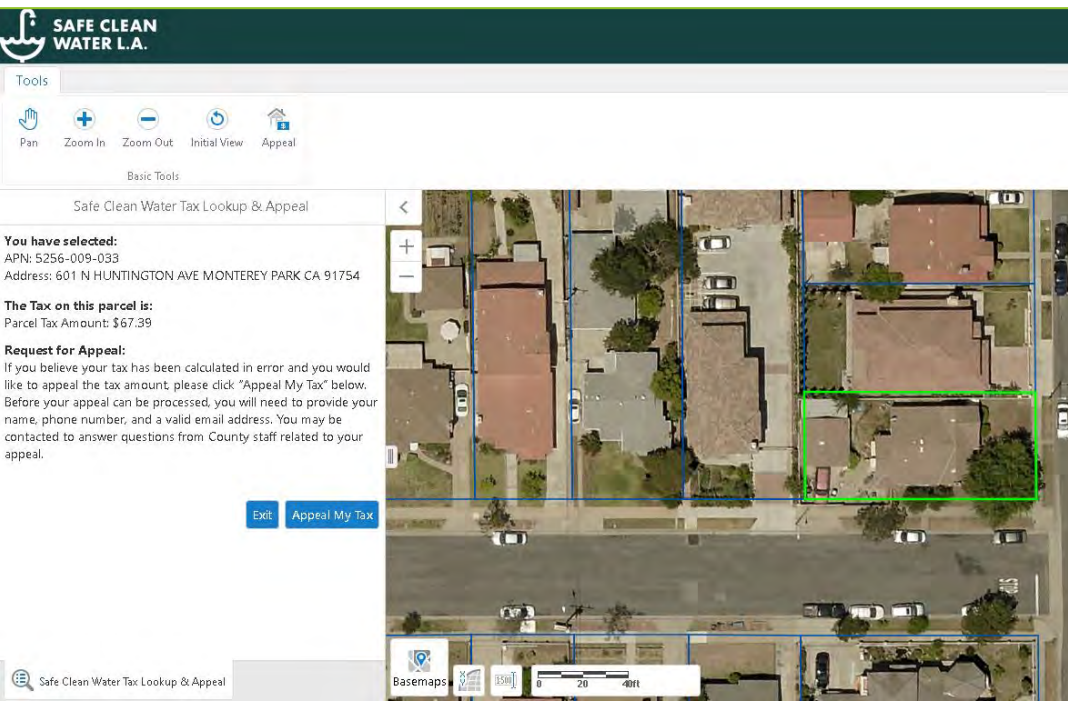 SAFE CLEAN
WATER L.A.
Tools
Pan Zoom In Zoom Out Initial View Appeal
Basic Tools
Safe Clean Water Tax Lookup & Appeal
You have selected:
APN: 5256-009-033
Address: 601 N HUNTINGTON AVE MONTEREY PARK CA 91754
The Tax on this parcel is:
Parcel Tax Amount: $67.39
Request for Appeal:
If you believe your tax has been calculated in error and you would
like to appeal the tax amount, please click "Appeal My Tax" below.
Before your appeal can be processed, you will need to provide your
name, phone number, and a valid email address. You may be
contacted to answer questions from County staff related to your
appeal.
Exit Appeal My Tax
Safe Clean Water Tax Lookup & Appeal
Basemaps
0 20 40ft